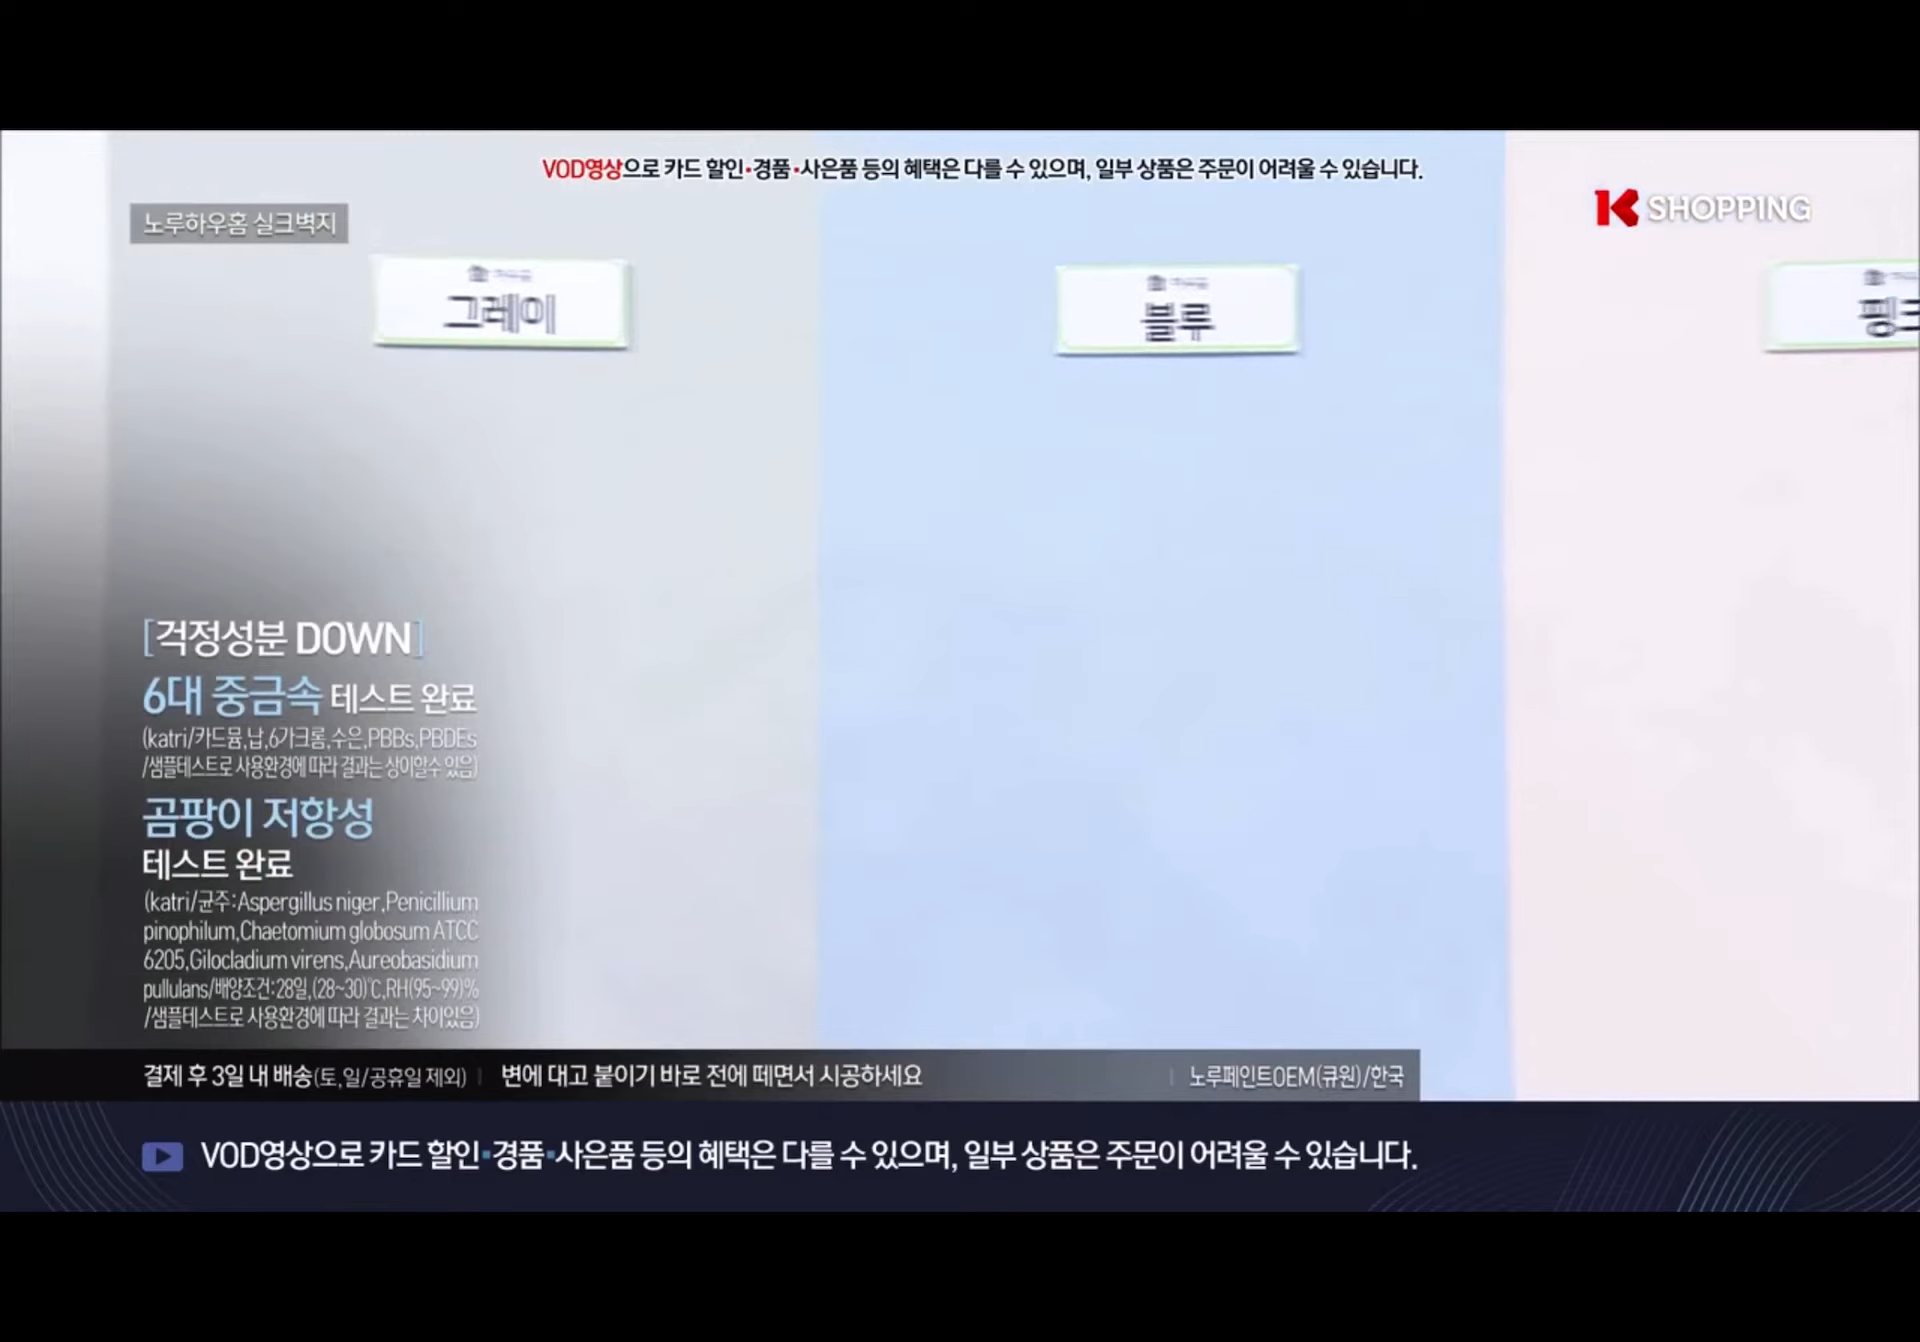 VOD영상으로 카드 할인•경품•사은품 등의 혜택은 다를 수 있으며, 일부 상품은 주문이 어려울 수 있습니다.
노루하우홈 실크벽지
K SHOPPING
그레이
블루
핑크
[걱정성분 DOWN]
6대 중금속 테스트 완료
(katri/카드뮴,납,6가크롬,수은,PBBs,PBDEs
/샘플테스트로 사용환경에 따라 결과는 상이할수 있음)
곰팡이 저항성
테스트 완료
(katri/균주:Aspergillus niger,Penicillium
pinophilum,Chaetomium globosum ATCC
6205,Gilocladium virens,Aureobasidium
pullulans/배양조건:28일,(28~30)℃,RH(95~99)%
/샘플테스트로 사용환경에 따라 결과는 차이있음)
결제 후 3일 내 배송(토,일/공휴일 제외) | 변에 대고 붙이기 바로 전에 떼면서 시공하세요 | 노루페인트OEM(큐원)/한국
VOD영상으로 카드 할인•경품•사은품 등의 혜택은 다를 수 있으며, 일부 상품은 주문이 어려울 수 있습니다.